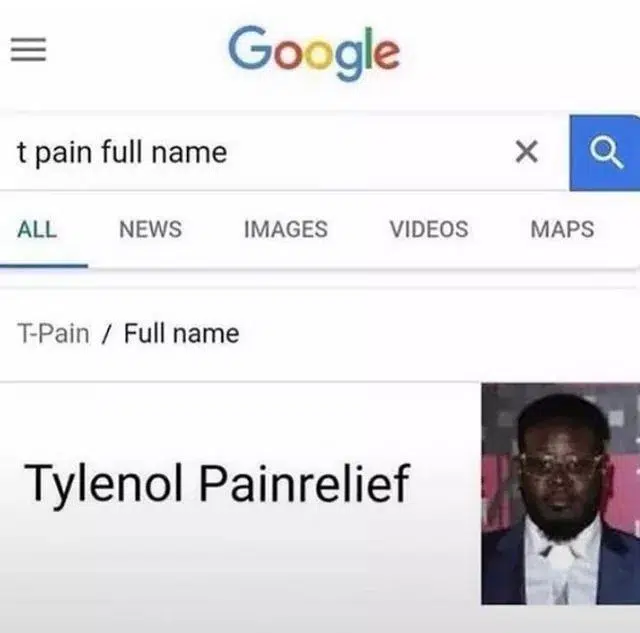 Google
t pain full name
ALL NEWS IMAGES VIDEOS MAPS
T-Pain / Full name
Tylenol Painrelief